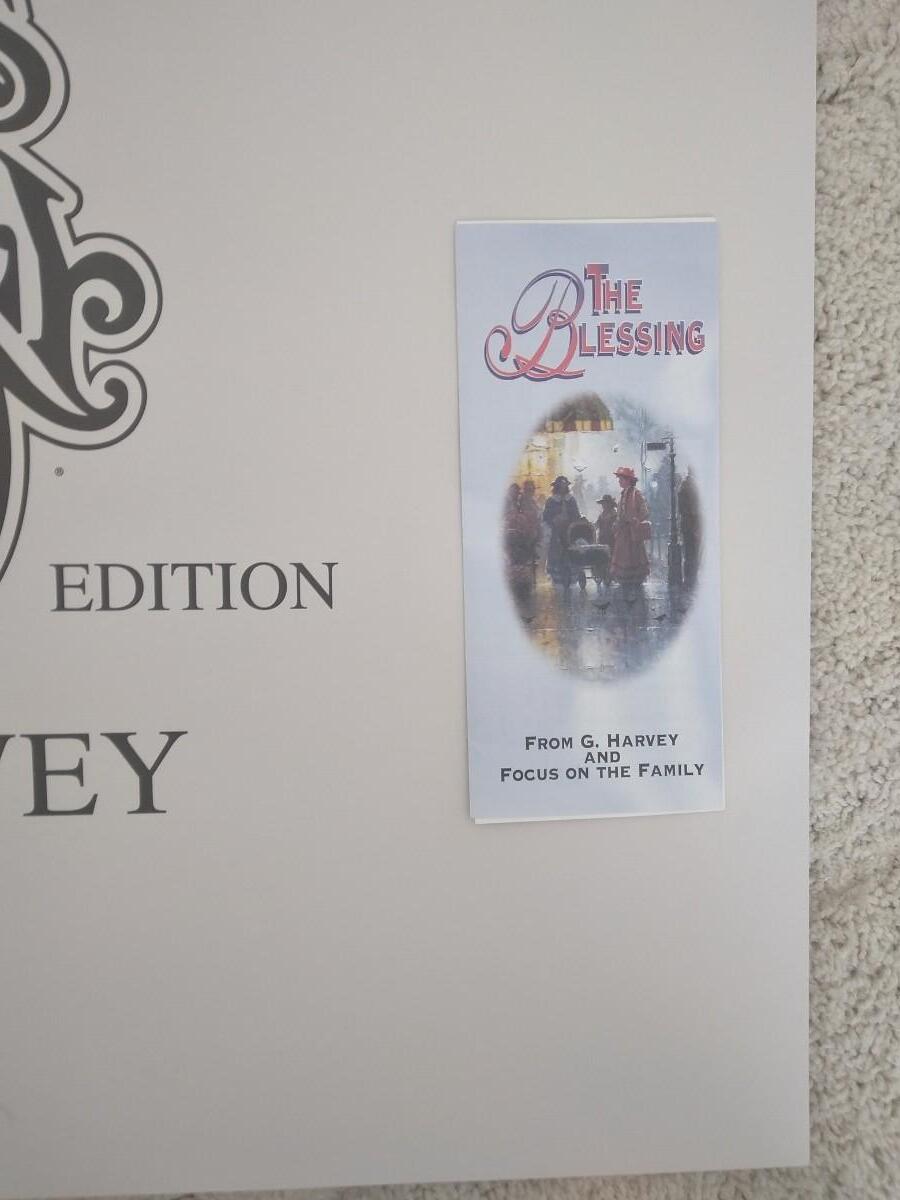 ®
EDITION
VEY
THE
BLESSING
FROM G. HARVEY
AND
FOCUS ON THE FAMILY